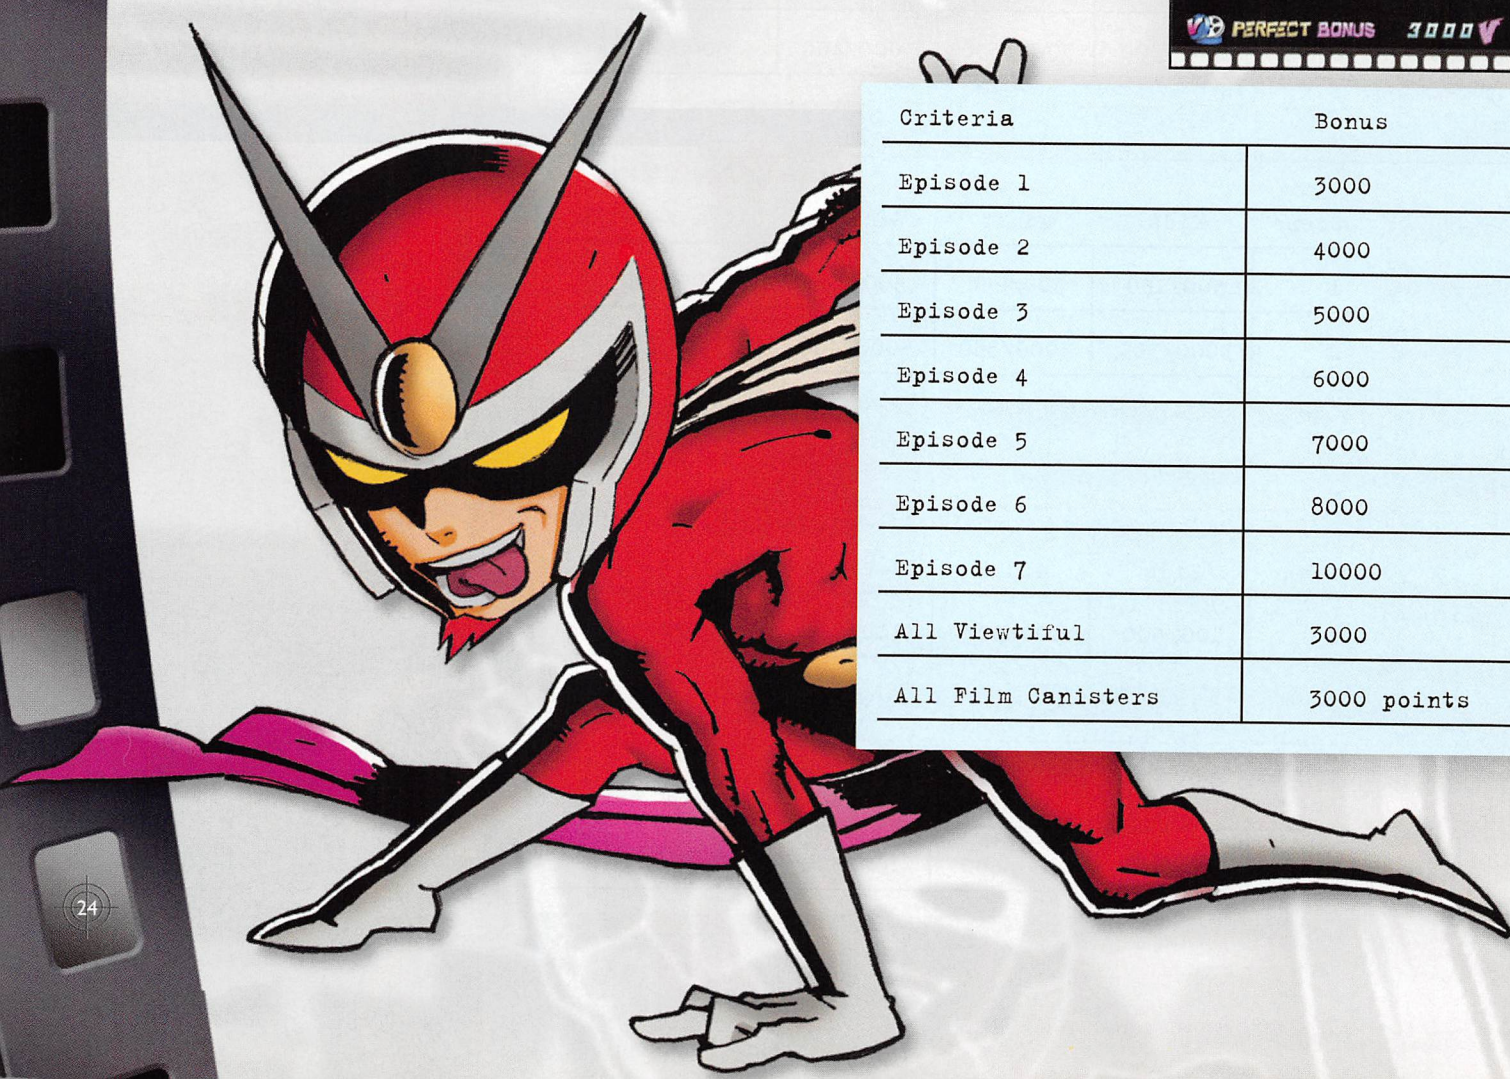 PERFECT BONUS 3000V
Criteria Bonus
Episode 1 3000
Episode 2 4000
Episode 3 5000
Episode 4 6000
Episode 5 7000
Episode 6 8000
Episode 7 10000
All Viewtiful 3000
All Film Canisters 3000 points
24